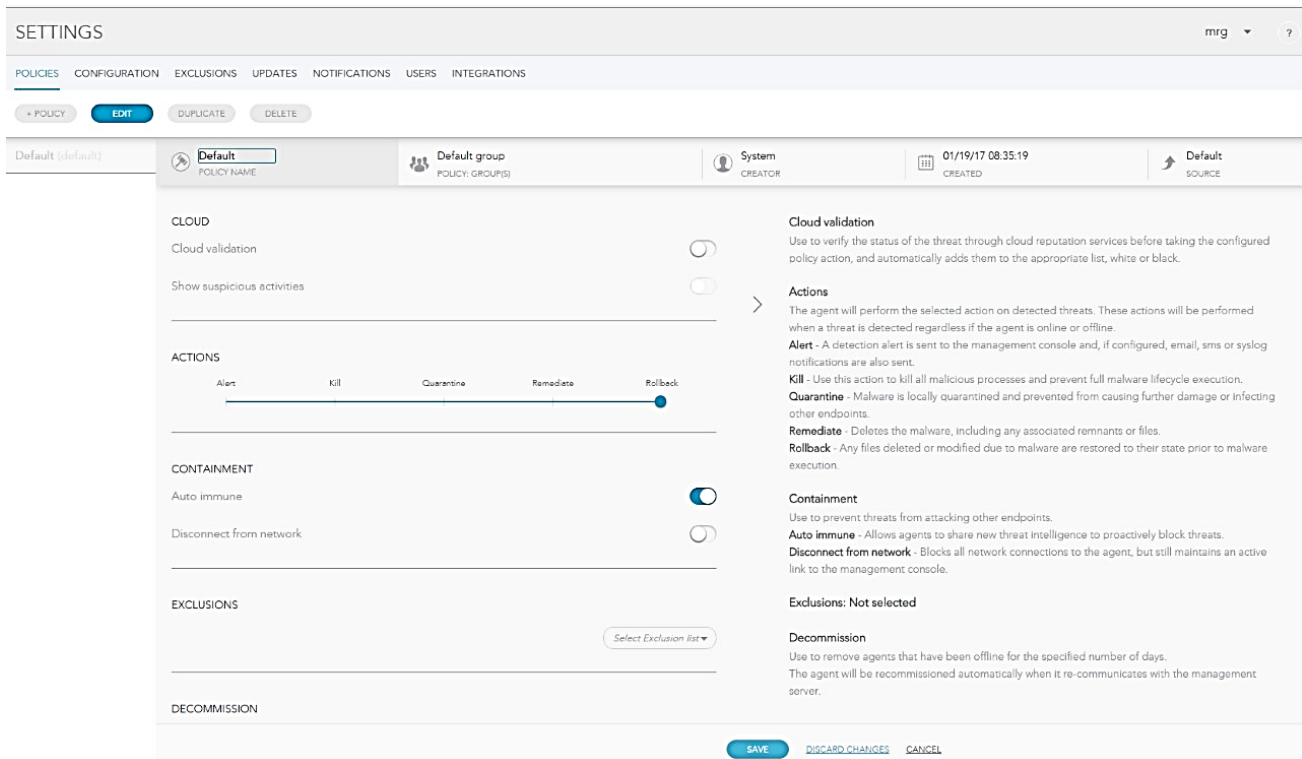 SETTINGS
mrg
?
POLICIES CONFIGURATION EXCLUSIONS UPDATES NOTIFICATIONS USERS INTEGRATIONS
+ POLICY EDIT DUPLICATE DELETE
Default (default)
Default
POLICY NAME
Default group
POLICY: GROUP(S)
System
CREATOR
01/19/17 08:35:19
CREATED
Default
SOURCE
CLOUD
Cloud validation
Show suspicious activities
ACTIONS
Alert Kill Quarantine Remediate Rollback
CONTAINMENT
Auto immune
Disconnect from network
EXCLUSIONS
Select Exclusion list
DECOMMISSION
Cloud validation
Use to verify the status of the threat through cloud reputation services before taking the configured
policy action, and automatically adds them to the appropriate list, white or black.
Actions
The agent will perform the selected action on detected threats. These actions will be performed
when a threat is detected regardless if the agent is online or offline.
Alert - A detection alert is sent to the management console and, if configured, email, sms or syslog
notifications are also sent.
Kill - Use this action to kill all malicious processes and prevent full malware lifecycle execution.
Quarantine - Malware is locally quarantined and prevented from causing further damage or infecting
other endpoints.
Remediate - Deletes the malware, including any associated remnants or files.
Rollback - Any files deleted or modified due to malware are restored to their state prior to malware
execution.
Containment
Use to prevent threats from attacking other endpoints.
Auto immune - Allows agents to share new threat intelligence to proactively block threats.
Disconnect from network - Blocks all network connections to the agent, but still maintains an active
link to the management console.
Exclusions: Not selected
Decommission
Use to remove agents that have been offline for the specified number of days.
The agent will be recommissioned automatically when it re-communicates with the management
server.
SAVE DISCARD CHANGES CANCEL